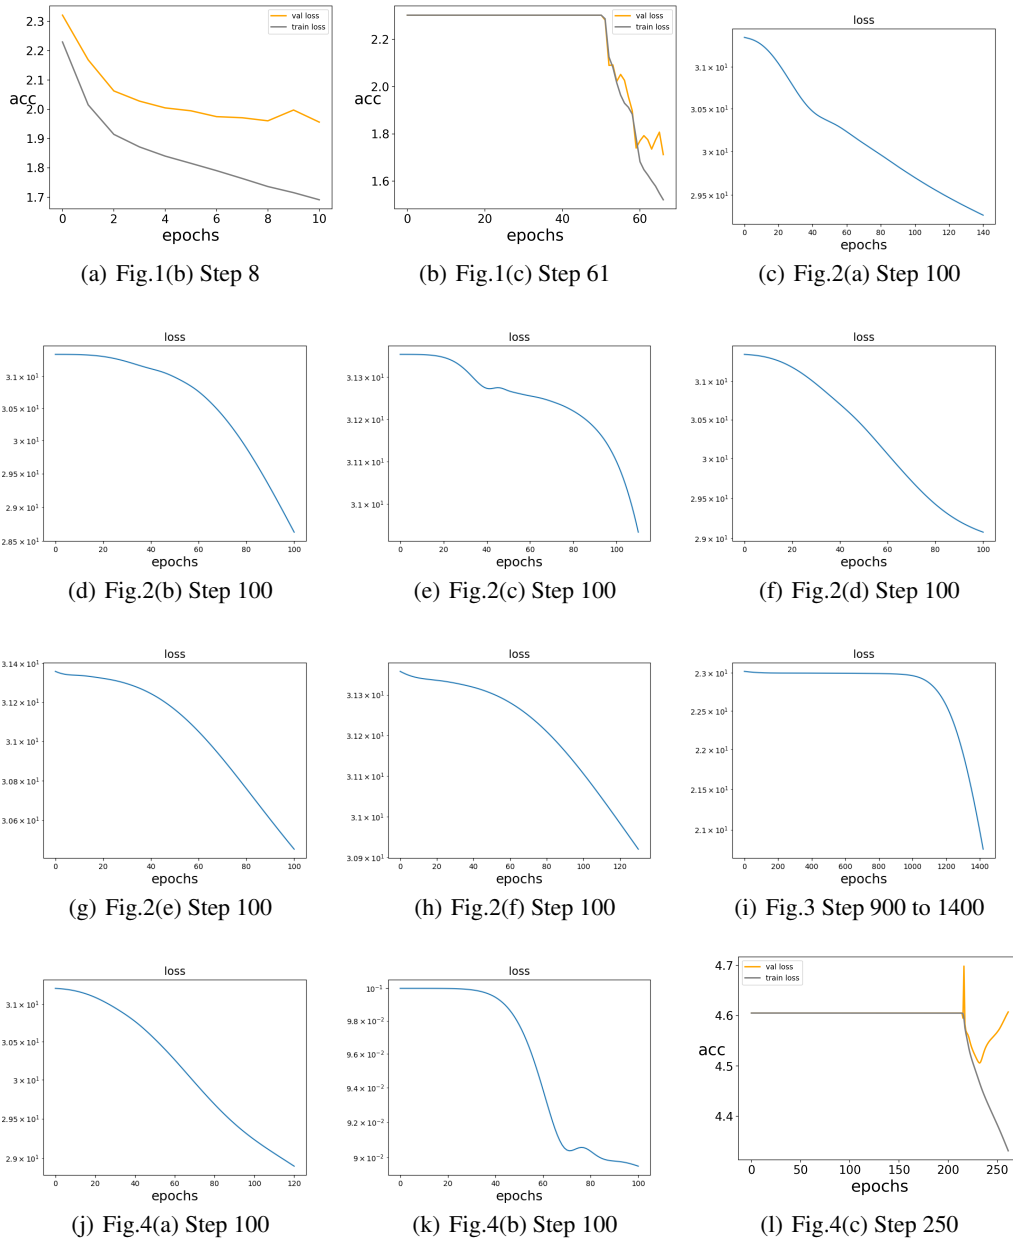 2.3
2.2
2.1
2.0
1.9
1.8
1.7
acc
val loss
train loss
0 2 4 6 8 10
epochs
(a) Fig.1(b) Step 8
2.2
2.0
1.8
1.6
acc
val loss
train loss
0 20 40 60
epochs
(b) Fig.1(c) Step 61
loss
3.1 × 10¹
3.05 × 10¹
3 × 10¹
2.95 × 10¹
0 20 40 60 80 100 120 140
epochs
(c) Fig.2(a) Step 100
loss
3.1 × 10¹
3.05 × 10¹
3 × 10¹
2.95 × 10¹
2.9 × 10¹
2.85 × 10¹
0 20 40 60 80 100
epochs
(d) Fig.2(b) Step 100
loss
3.13 × 10¹
3.12 × 10¹
3.11 × 10¹
3.1 × 10¹
0 20 40 60 80 100
epochs
(e) Fig.2(c) Step 100
loss
3.1 × 10¹
3.05 × 10¹
3 × 10¹
2.95 × 10¹
2.9 × 10¹
0 20 40 60 80 100
epochs
(f) Fig.2(d) Step 100
loss
3.14 × 10¹
3.12 × 10¹
3.1 × 10¹
3.08 × 10¹
3.06 × 10¹
0 20 40 60 80 100
epochs
(g) Fig.2(e) Step 100
loss
3.13 × 10¹
3.12 × 10¹
3.11 × 10¹
3.1 × 10¹
3.09 × 10¹
0 20 40 60 80 100 120
epochs
(h) Fig.2(f) Step 100
loss
2.3 × 10¹
2.25 × 10¹
2.2 × 10¹
2.15 × 10¹
2.1 × 10¹
0 200 400 600 800 1000 1200 1400
epochs
(i) Fig.3 Step 900 to 1400
loss
3.1 × 10¹
3.05 × 10¹
3 × 10¹
2.95 × 10¹
2.9 × 10¹
0 20 40 60 80 100 120
epochs
(j) Fig.4(a) Step 100
loss
10⁻¹
9.8 × 10⁻²
9.6 × 10⁻²
9.4 × 10⁻²
9.2 × 10⁻²
9 × 10⁻²
0 20 40 60 80 100
epochs
(k) Fig.4(b) Step 100
4.7
4.6
4.5
4.4
acc
val loss
train loss
0 50 100 150 200 250
epochs
(l) Fig.4(c) Step 250